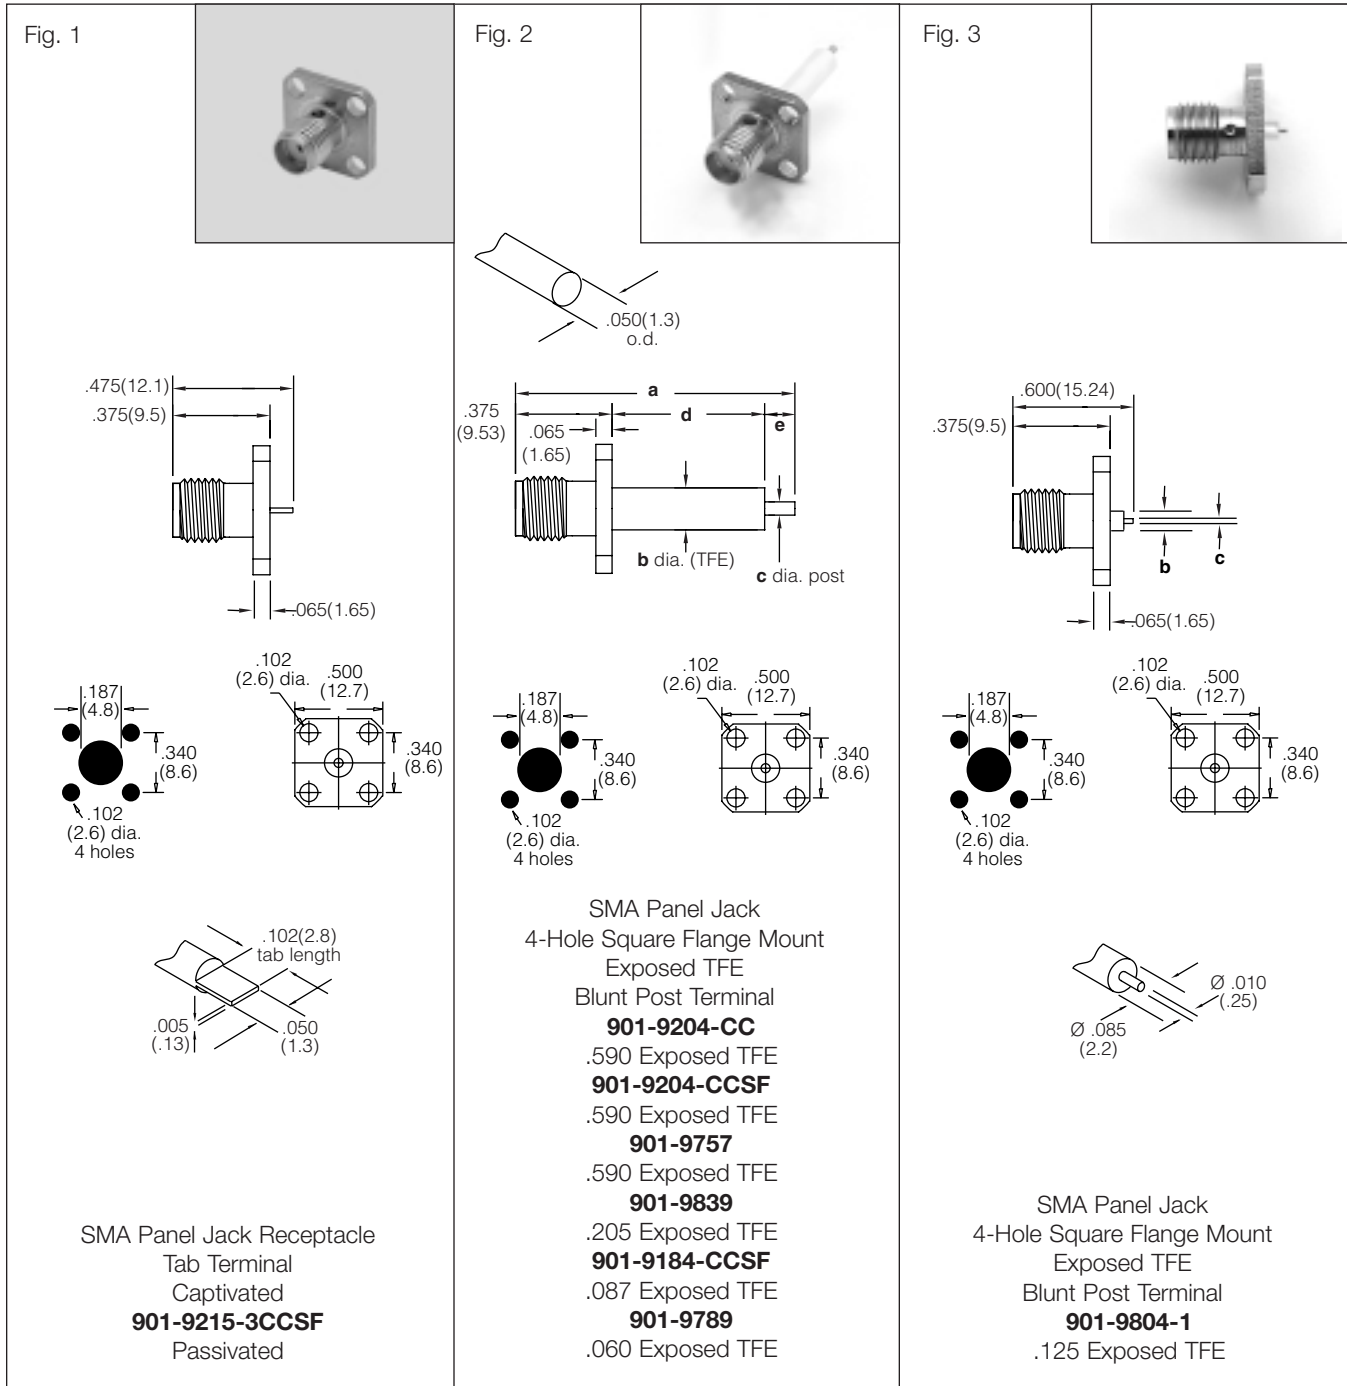 Fig. 1
.475(12.1)
.375(9.5)
.065(1.65)
.187
(4.8)
.340
(8.6)
.102
(2.6) dia.
4 holes
.102
(2.6) dia.
.500
(12.7)
.340
(8.6)
.102(2.8)
tab length
.005
(.13)
.050
(1.3)
SMA Panel Jack Receptacle
Tab Terminal
Captivated
901-9215-3CCSF
Passivated
Fig. 2
.050(1.3)
o.d.
a
.375
(9.53)
d
e
.065
(1.65)
b dia. (TFE)
c dia. post
.187
(4.8)
.340
(8.6)
.102
(2.6) dia.
4 holes
.102
(2.6) dia.
.500
(12.7)
.340
(8.6)
SMA Panel Jack
4-Hole Square Flange Mount
Exposed TFE
Blunt Post Terminal
901-9204-CC
.590 Exposed TFE
901-9204-CCSF
.590 Exposed TFE
901-9757
.590 Exposed TFE
901-9839
.205 Exposed TFE
901-9184-CCSF
.087 Exposed TFE
901-9789
.060 Exposed TFE
Fig. 3
.600(15.24)
.375(9.5)
b
c
.065(1.65)
.187
(4.8)
.340
(8.6)
.102
(2.6) dia.
4 holes
.102
(2.6) dia.
.500
(12.7)
.340
(8.6)
Ø .010
(.25)
Ø .085
(2.2)
SMA Panel Jack
4-Hole Square Flange Mount
Exposed TFE
Blunt Post Terminal
901-9804-1
.125 Exposed TFE